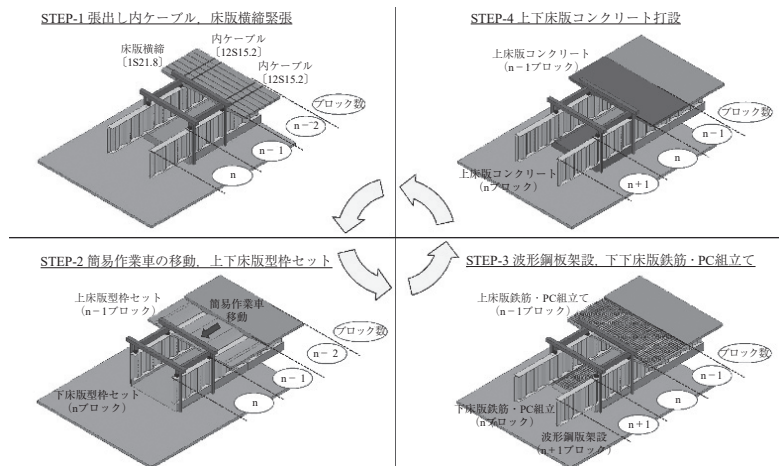 STEP-1 張出し内ケーブル，床版横締緊張
内ケーブル
〔12S15.2〕
床版横締
〔1S21.8〕
内ケーブル
〔12S15.2〕
ブロック数
n－2
n－1
n
STEP-4 上下床版コンクリート打設
上床版コンクリート
（n－1ブロック）
ブロック数
n－1
n
n＋1
上床版コンクリート
（nブロック）
STEP-2 簡易作業車の移動，上下床版型枠セット
上床版型枠セット
（n－1ブロック）
簡易作業車
移動
ブロック数
n－2
n－1
n
下床版型枠セット
（nブロック）
STEP-3 波形鋼板架設，下下床版鉄筋・PC組立て
上床版鉄筋・PC組立て
（n－1ブロック）
ブロック数
n－1
n
n＋1
下床版鉄筋・PC組立
（nブロック）
波形鋼版架設
（n＋1ブロック）